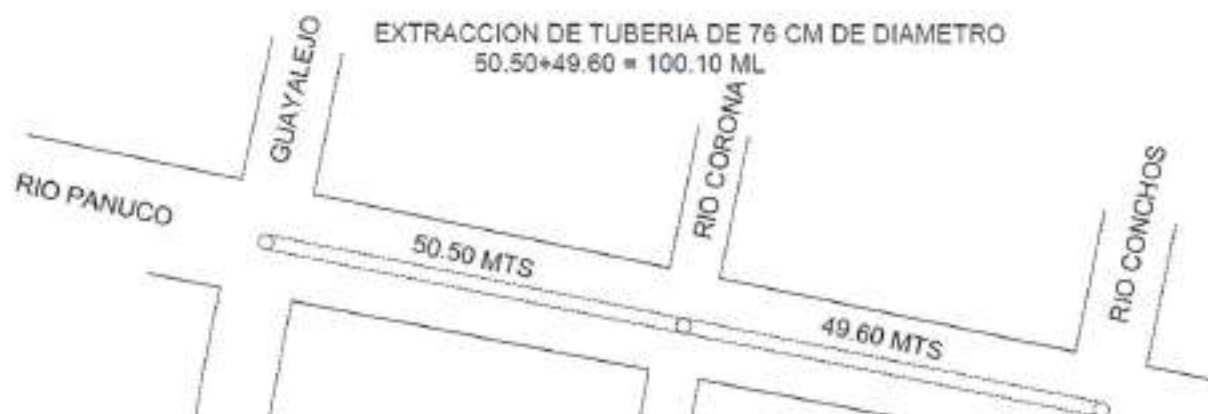 EXTRACCION DE TUBERIA DE 76 CM DE DIAMETRO
50.50+49.60 = 100.10 ML
GUAYALEJO
RIO CORONA
RIO CONCHOS
RIO PANUCO
50.50 MTS
49.60 MTS